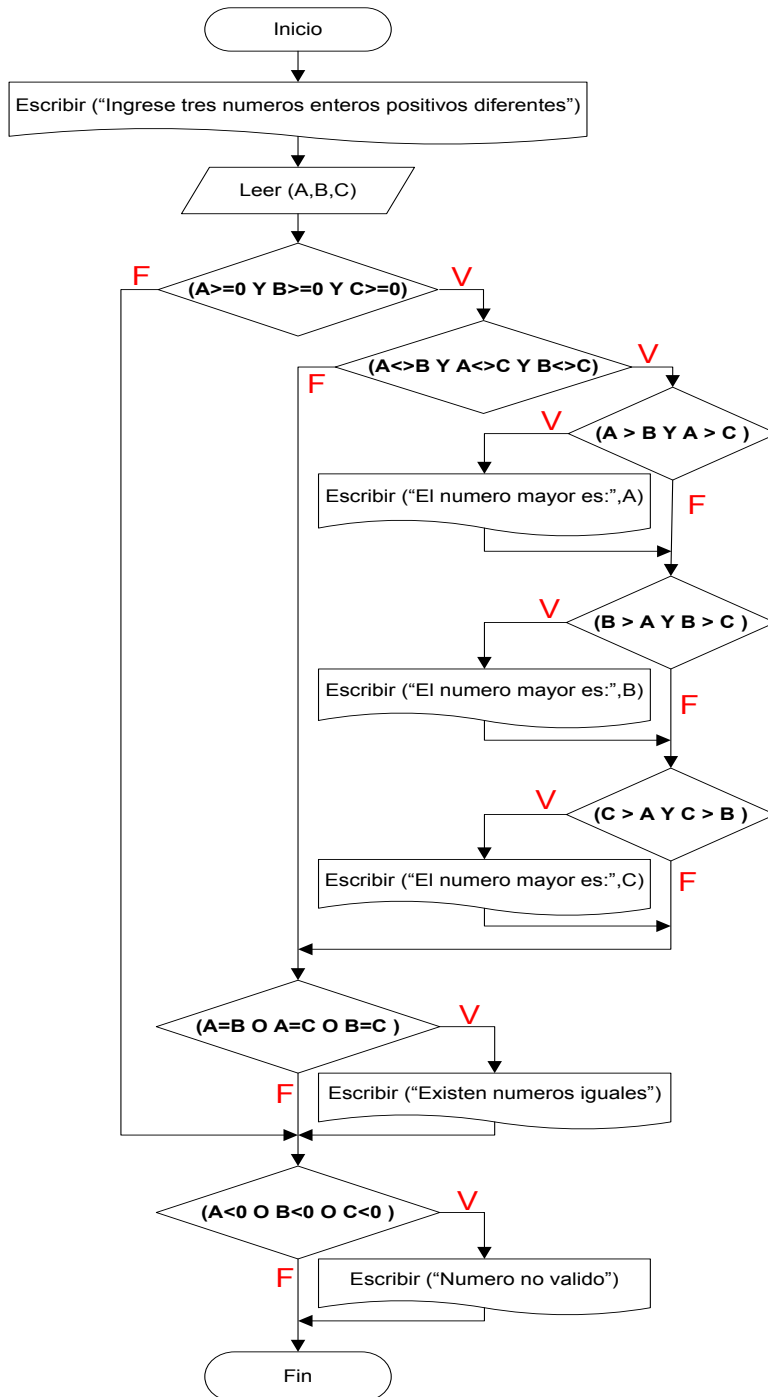 Inicio
Escribir (“Ingrese tres numeros enteros positivos diferentes”)
Leer (A,B,C)
F
V
(A>=0 Y B>=0 Y C>=0)
V
(A<>B Y A<>C Y B<>C)
F
V
(A > B Y A > C )
Escribir (“El numero mayor es:”,A)
F
V
(B > A Y B > C )
Escribir (“El numero mayor es:”,B)
F
V
(C > A Y C > B )
Escribir (“El numero mayor es:”,C)
F
V
(A=B O A=C O B=C )
F
Escribir (“Existen numeros iguales”)
V
(A<0 O B<0 O C<0 )
F
Escribir (“Numero no valido”)
Fin